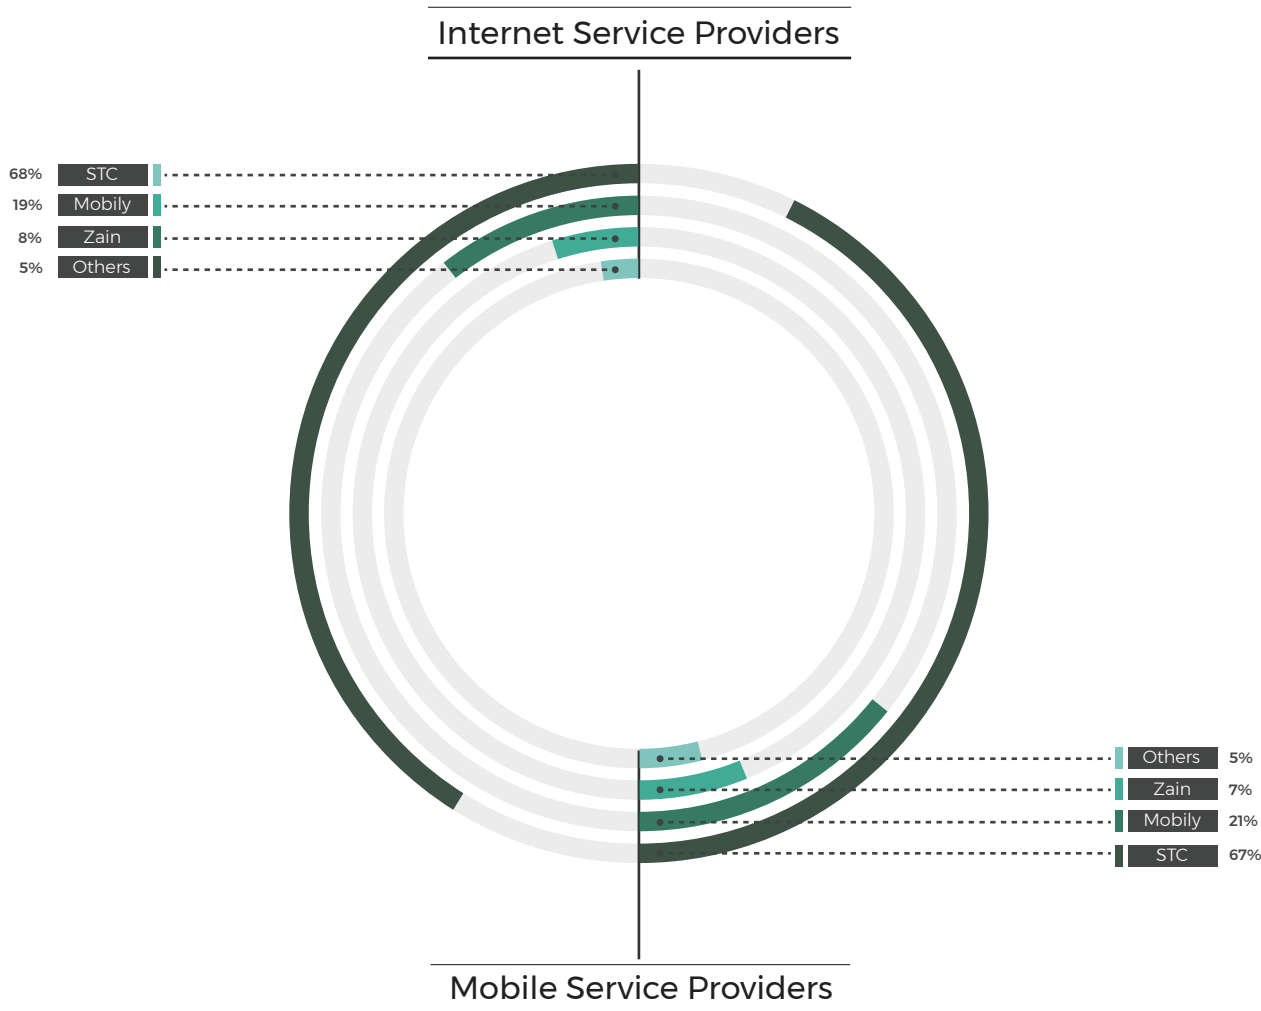 Internet Service Providers
68% STC
19% Mobily
8% Zain
5% Others
Others 5%
Zain 7%
Mobily 21%
STC 67%
Mobile Service Providers